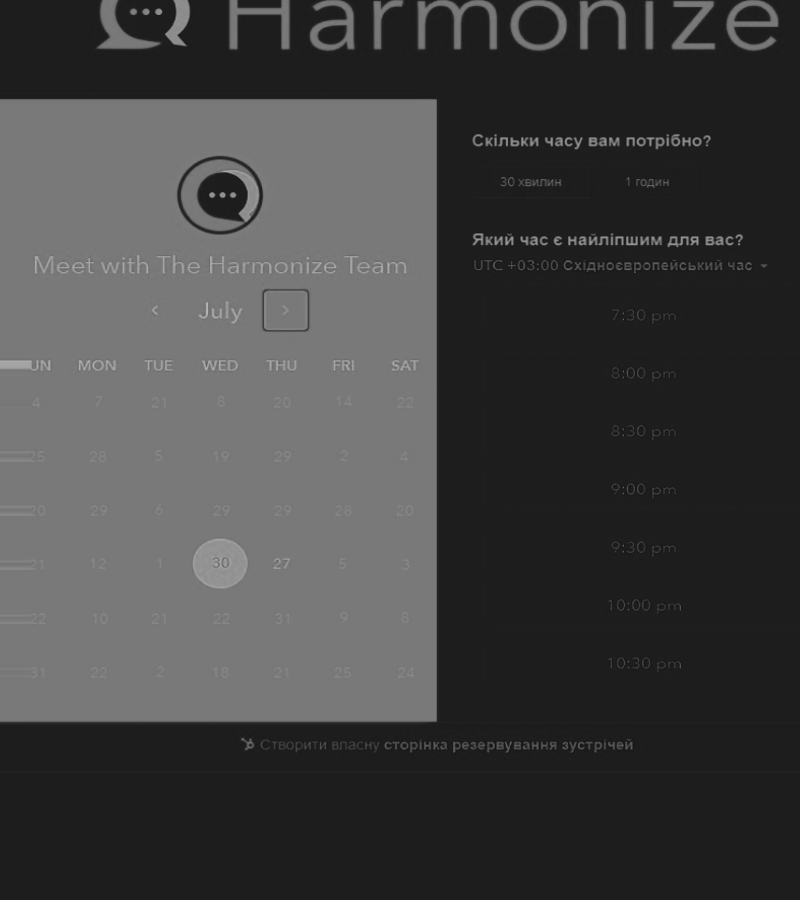 Harmonize
Meet with The Harmonize Team
July
UN MON TUE WED THU FRI SAT
4 7 21 8 20 14 22
25 28 5 19 29 2 4
20 29 6 29 29 28 20
21 12 1 30 27 5 3
22 10 21 22 31 9 8
31 22 2 18 21 25 24
Скільки часу вам потрібно?
30 хвилин 1 годин
Який час є найліпшим для вас?
UTC +03:00 Східноєвропейський час
7:30 pm
8:00 pm
8:30 pm
9:00 pm
9:30 pm
10:00 pm
10:30 pm
Створити власну сторінка резервування зустрічей